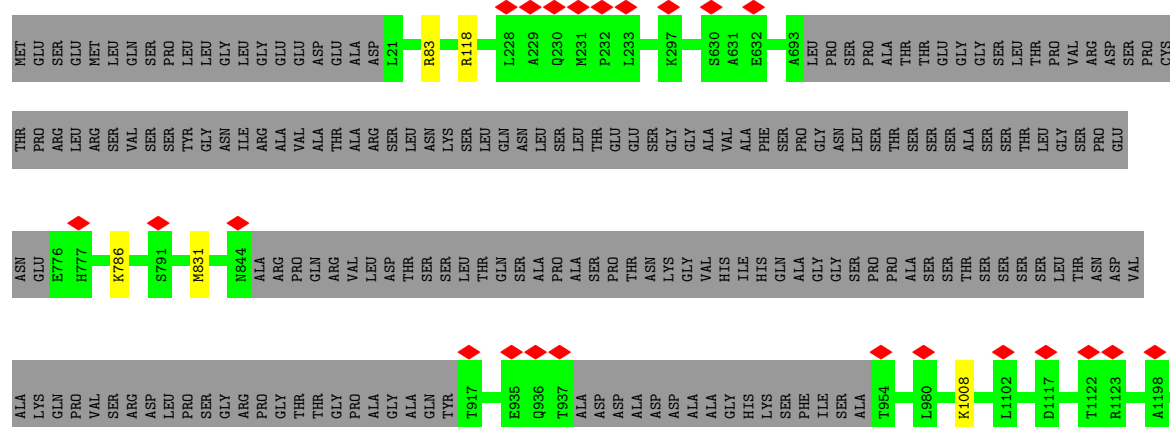 MET GLU SER GLU MET LEU GLN SER PRO LEU LEU GLY LEU GLY GLU GLU ASP GLU ALA ASP L21 R83 R118 L228 A229 Q230 M231 P232 L233 K297 S630 A631 E632 A693 LEU PRO SER PRO ALA THR THR GLU GLY GLY SER LEU THR PRO VAL ARG ASP SER PRO CYS
THR PRO ARG LEU ARG SER VAL SER SER TYR GLY ASN ILE ARG ALA VAL ALA THR ALA ARG SER LEU ASN LYS SER LEU GLN ASN LEU SER LEU THR GLU GLU SER GLY GLY ALA VAL ALA PHE SER PRO GLY ASN LEU SER THR SER SER SER ALA SER SER THR LEU GLY SER PRO GLU
ASN GLU E776 H777 K786 S791 M831 N844 ALA ARG PRO GLN ARG VAL LEU ASP THR SER SER LEU THR GLN SER ALA PRO ALA SER PRO THR ASN LYS GLY VAL HIS ILE HIS GLN ALA GLY GLY SER PRO PRO ALA SER SER THR SER SER SER SER LEU THR ASN ASP VAL
ALA LYS GLN PRO VAL SER ARG ASP LEU PRO SER GLY ARG PRO GLY THR THR GLY PRO ALA GLY ALA GLN TYR T917 E935 Q936 T937 ALA ASP ASP ALA ASP ASP ALA ALA GLY HIS LYS SER PHE ILE SER ALA T954 L980 K1008 L1102 D1117 T1122 R1123 A1198